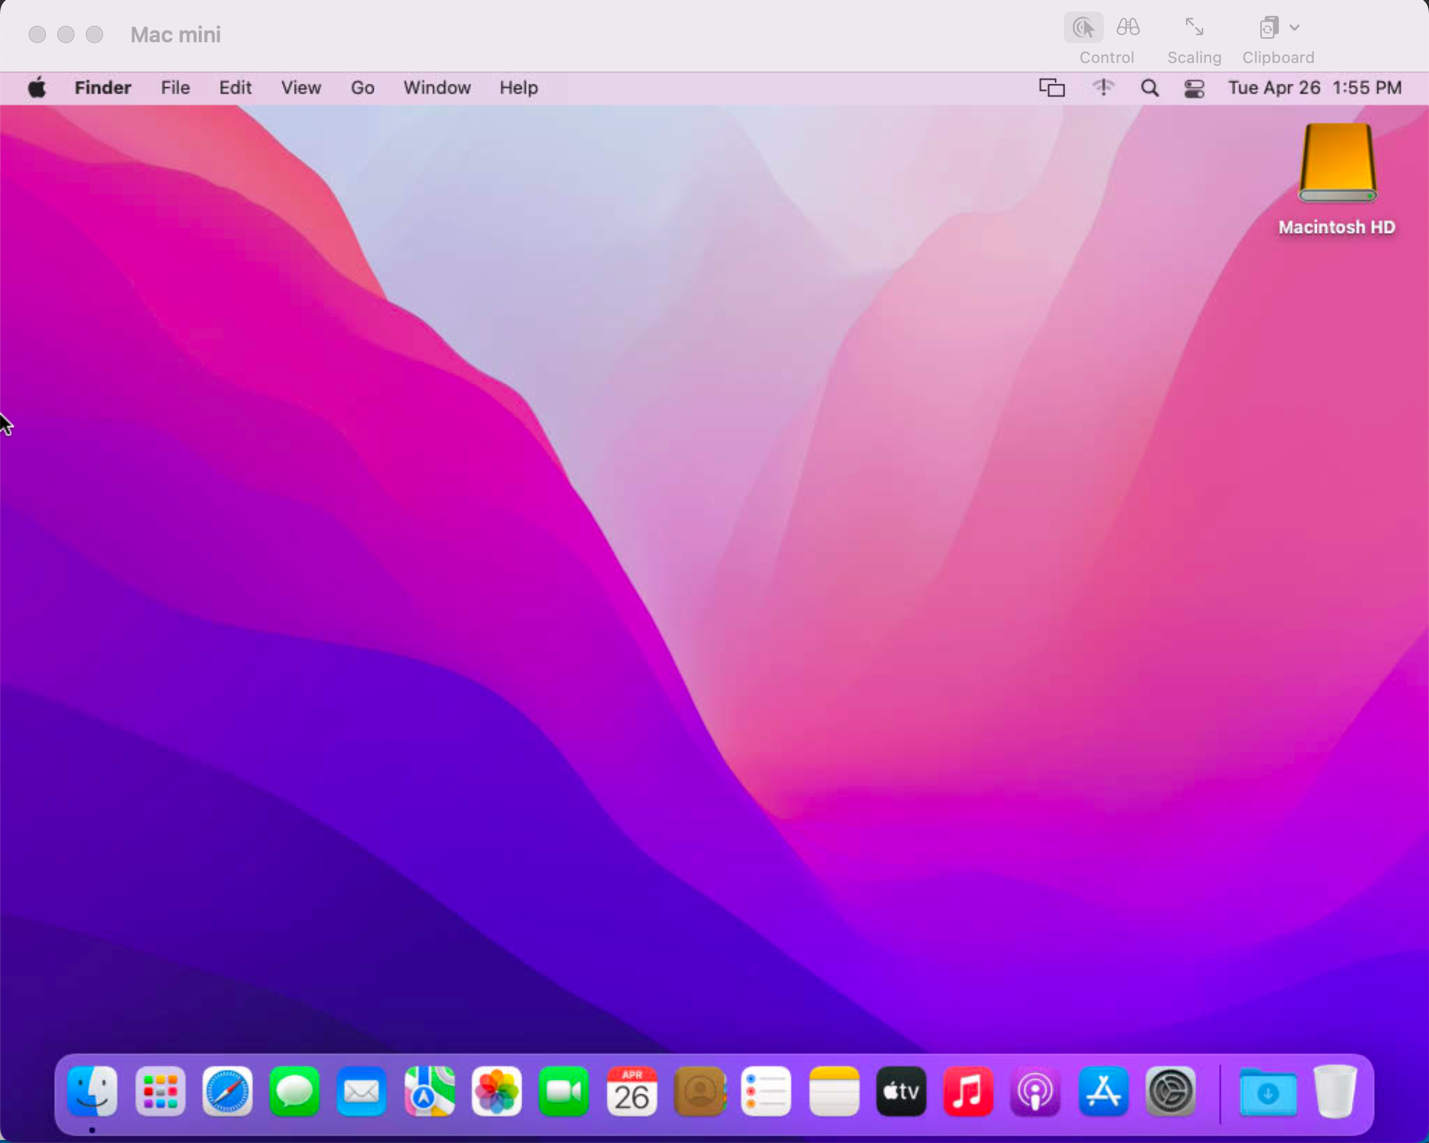 Mac mini
Control
Scaling
Clipboard
Finder File Edit View Go Window Help
Tue Apr 26 1:55 PM
Macintosh HD
APR
26
tv